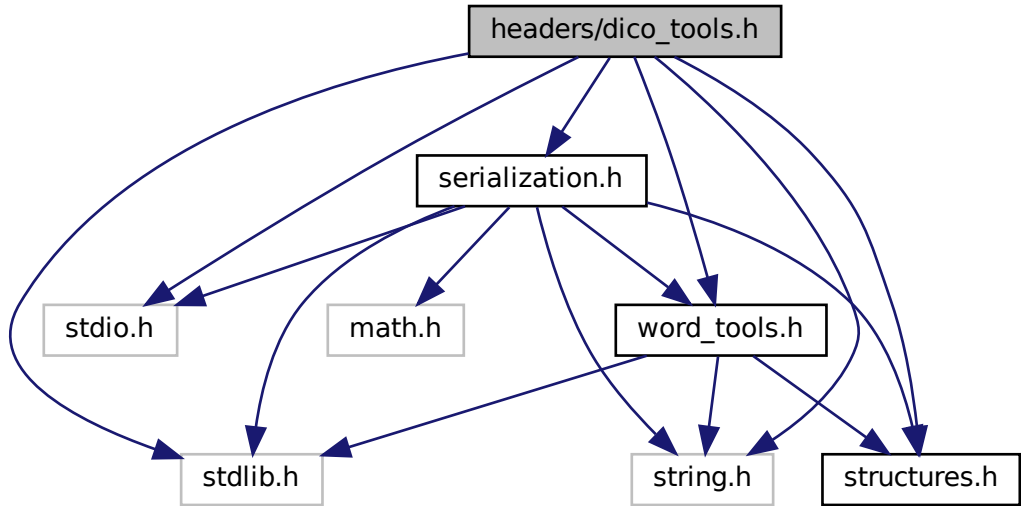 headers/dico_tools.h
serialization.h
stdio.h
math.h
word_tools.h
stdlib.h
string.h
structures.h